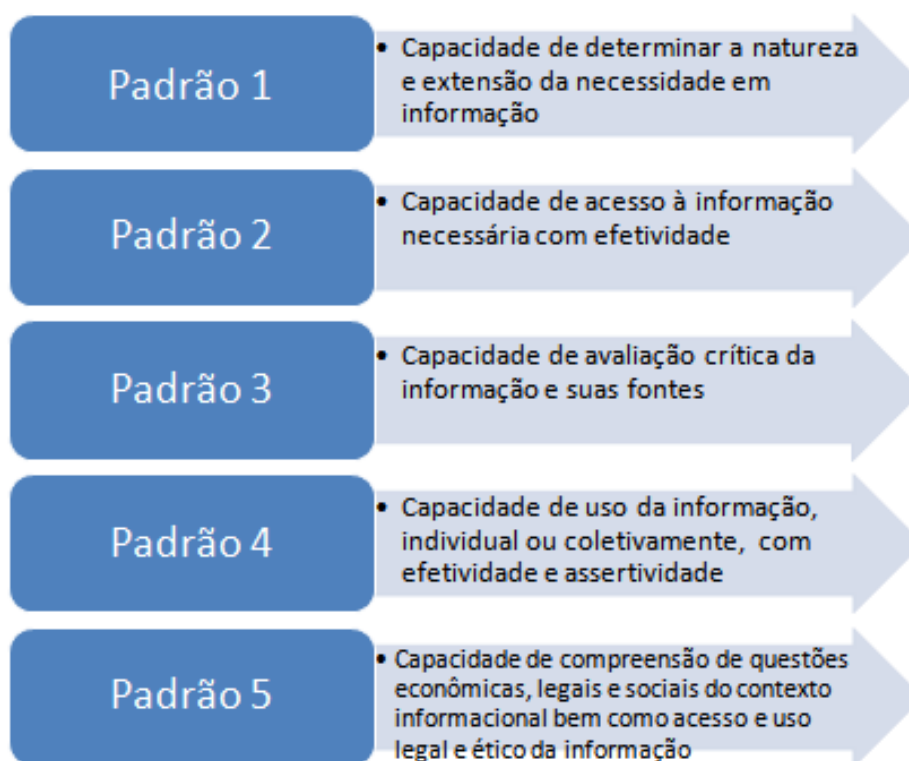 Padrão 1
• Capacidade de determinar a natureza
e extensão da necessidade em
informação
Padrão 2
• Capacidade de acesso à informação
necessária com efetividade
Padrão 3
• Capacidade de avaliação crítica da
informação e suas fontes
Padrão 4
• Capacidade de uso da informação,
individual ou coletivamente, com
efetividade e assertividade
Padrão 5
• Capacidade de compreensão de questões
econômicas, legais e sociais do contexto
informacional bem como acesso e uso
legal e ético da informação